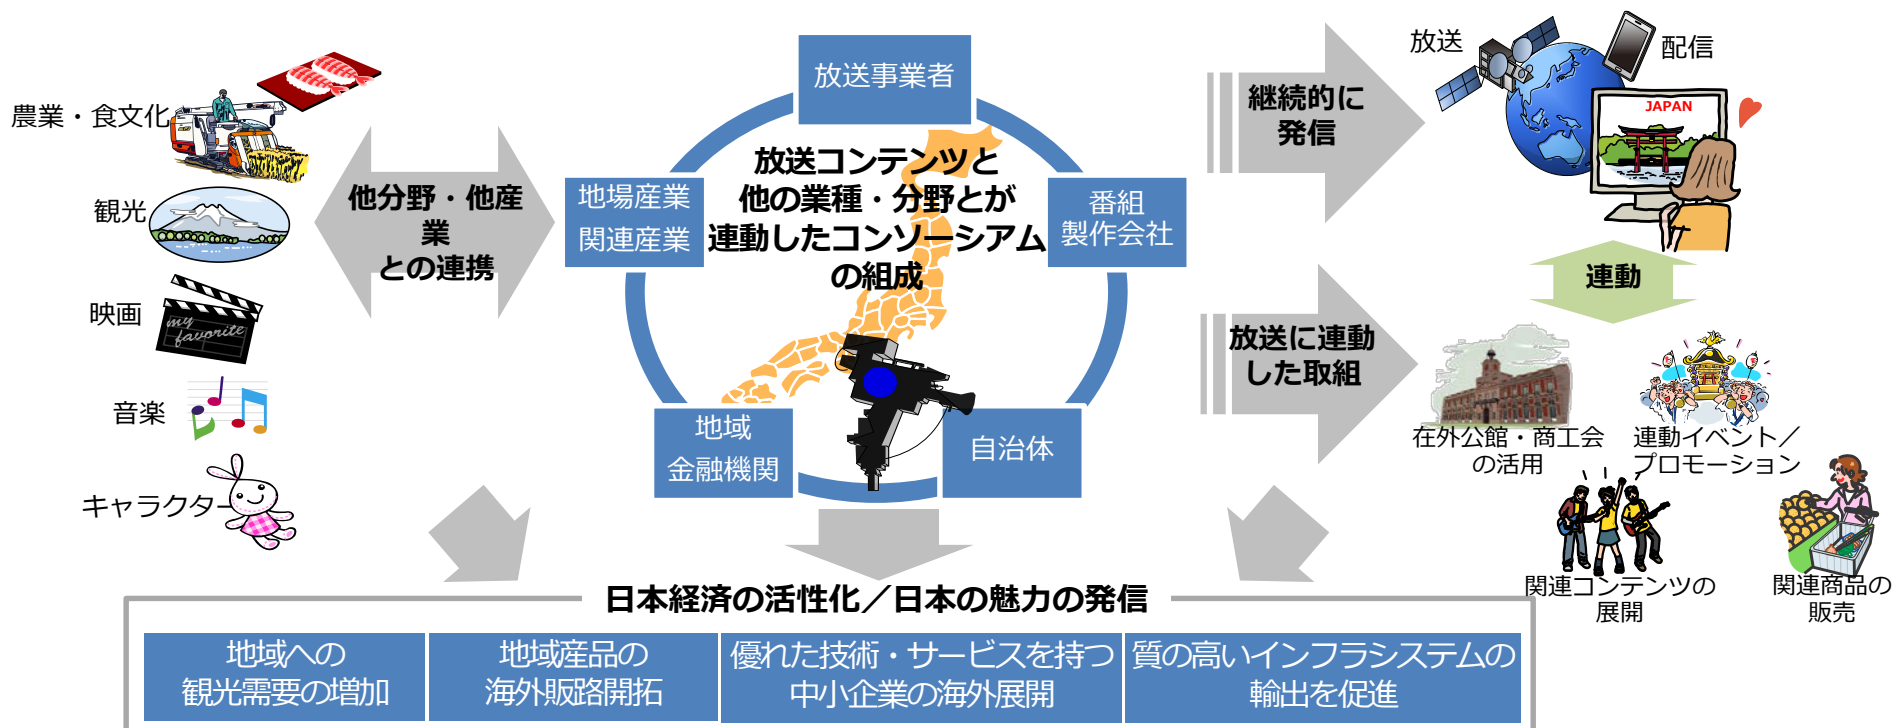 農業・食文化
観光
映画
my
favorite
音楽
キャラクター
他分野・他産
業
との連携
放送事業者
地場産業
関連産業
番組
製作会社
地域
金融機関
自治体
放送コンテンツと
他の業種・分野とが
連動したコンソーシアム
の組成
継続的に
発信
放送に連動
した取組
放送
配信
JAPAN
連動
在外公館・商工会
の活用
連動イベント／
プロモーション
関連コンテンツの
展開
関連商品の
販売
日本経済の活性化／日本の魅力の発信
地域への
観光需要の増加
地域産品の
海外販路開拓
優れた技術・サービスを持つ
中小企業の海外展開
質の高いインフラシステムの
輸出を促進